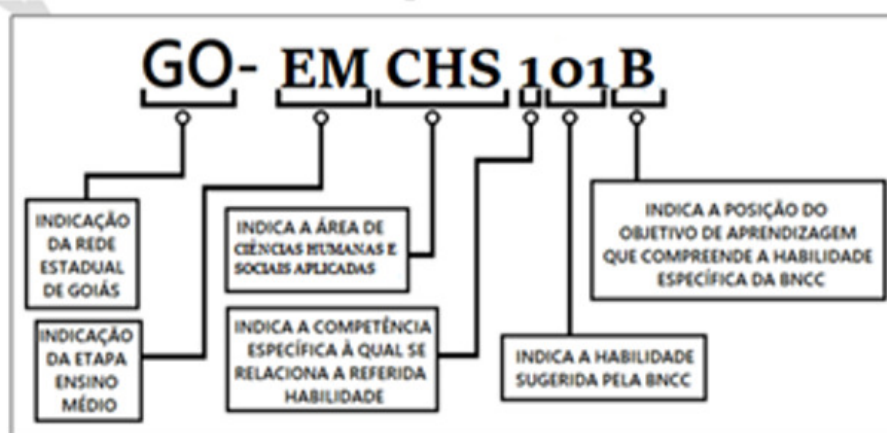 GO- EM CHS 101B
INDICAÇÃO
DA REDE
ESTADUAL
DE GOIÁS
INDICAÇÃO
DA ETAPA
ENSINO
MÉDIO
INDICA A ÁREA DE
CIÊNCIAS HUMANAS E
SOCIAIS APLICADAS
INDICA A COMPETÊNCIA
ESPECÍFICA À QUAL SE
RELACIONA A REFERIDA
HABILIDADE
INDICA A HABILIDADE
SUGERIDA PELA BNCC
INDICA A POSIÇÃO DO
OBJETIVO DE APRENDIZAGEM
QUE COMPREENDE A HABILIDADE
ESPECÍFICA DA BNCC